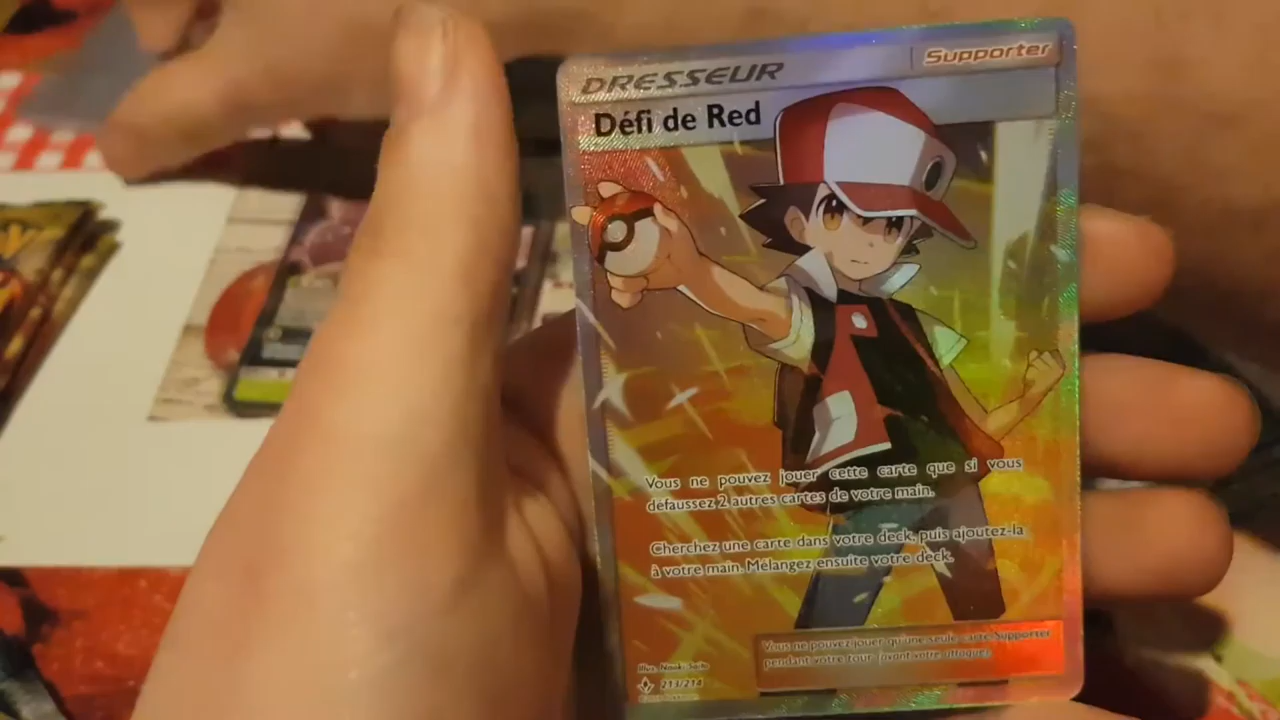 DRESSEUR
Supporter
Défi de Red
Vous ne pouvez jouer cette carte que si vous
défaussez 2 autres cartes de votre main.
Cherchez une carte dans votre deck, puis ajoutez-la
à votre main. Mélangez ensuite votre deck.
Vous ne pouvez jouer qu'une seule carte Supporter
pendant votre tour (avant votre attaque).
Illus. Naoki Saito
213/214